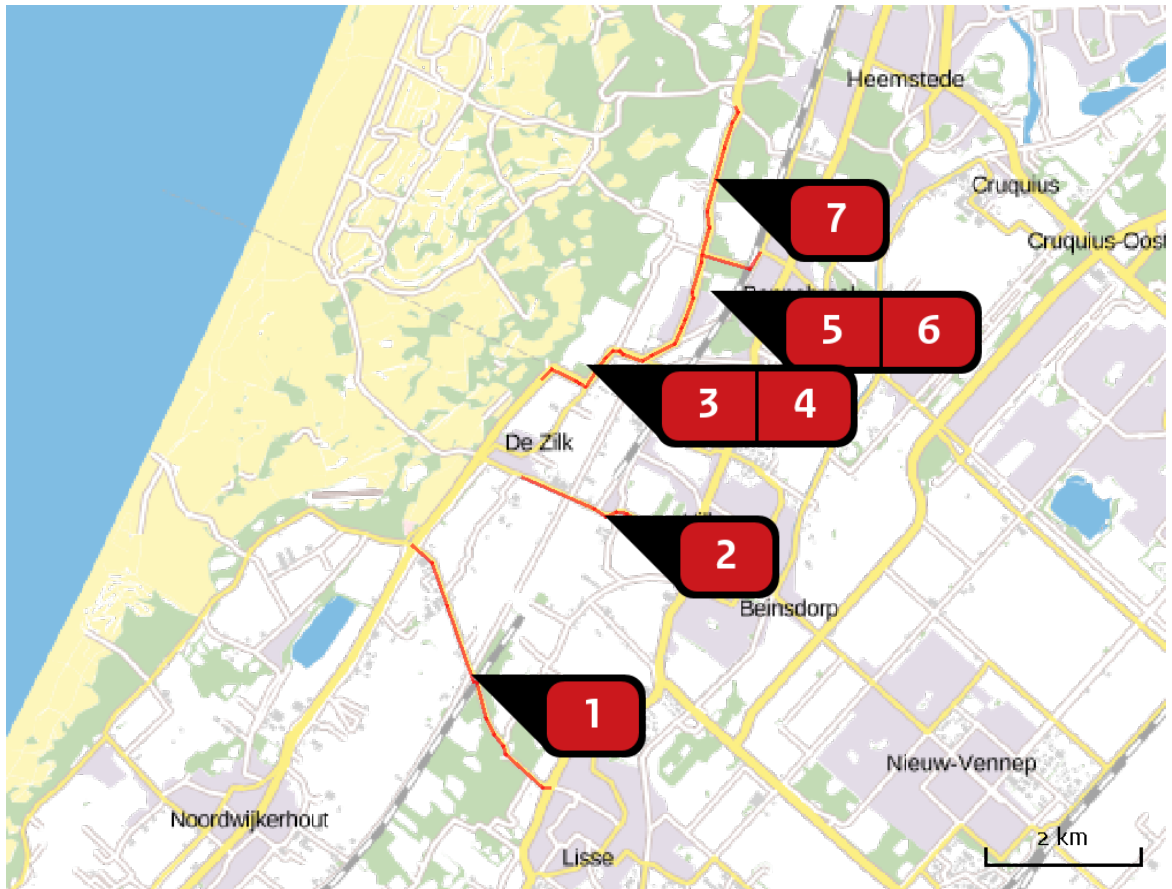 Heemstede
Cruquius
7
Cruquius-Oost
5 6
3 4
De Zilk
2
Beinsdorp
1
Nieuw-Vennep
Noordwijkerhout
2 km
Lisse